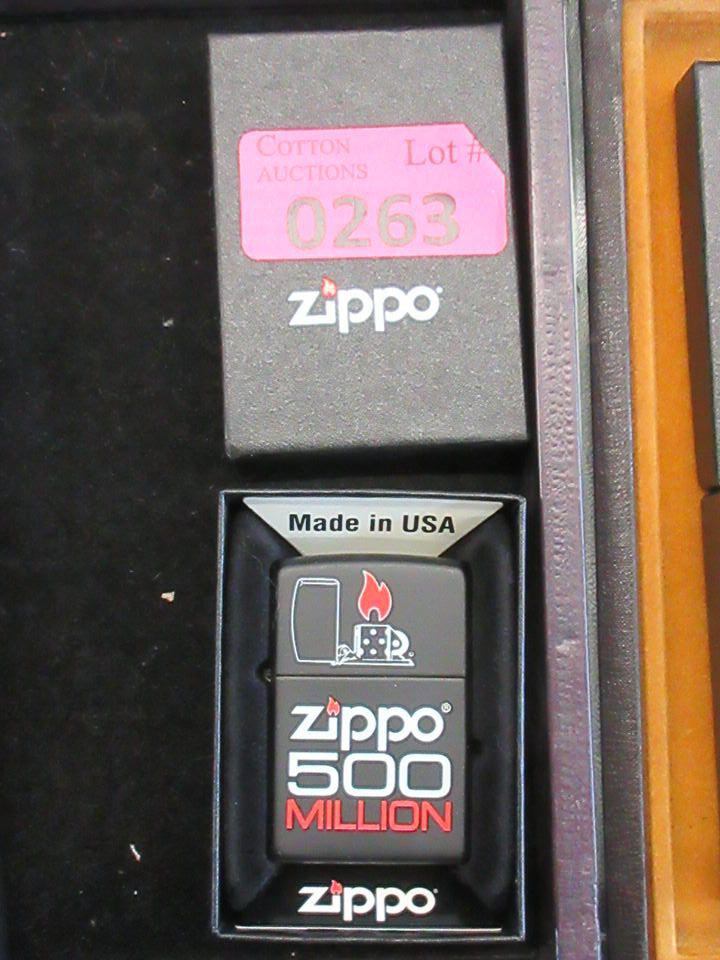 COTTON
AUCTIONS
Lot #
0263
zippo
Made in USA
zippo®
500
MILLION
zippo